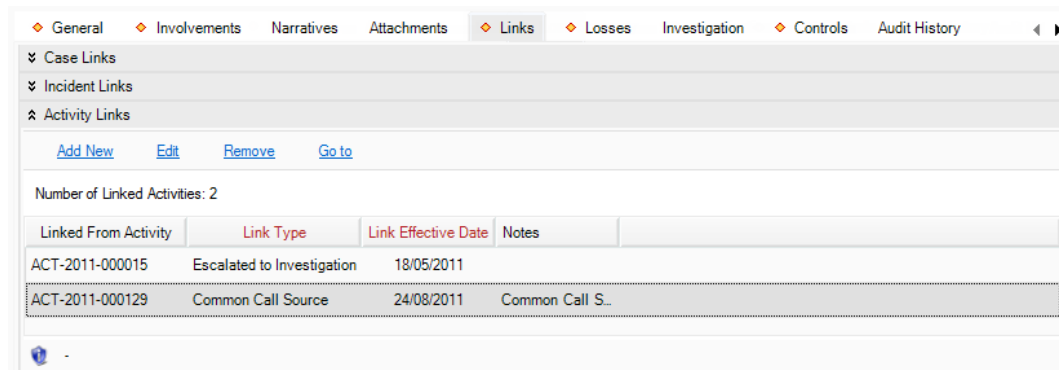 General Involvements Narratives Attachments Links Losses Investigation Controls Audit History
Case Links
Incident Links
Activity Links
Add New Edit Remove Go to
Number of Linked Activities: 2
Linked From Activity Link Type Link Effective Date Notes
ACT-2011-000015 Escalated to Investigation 18/05/2011
ACT-2011-000129 Common Call Source 24/08/2011 Common Call S...
-